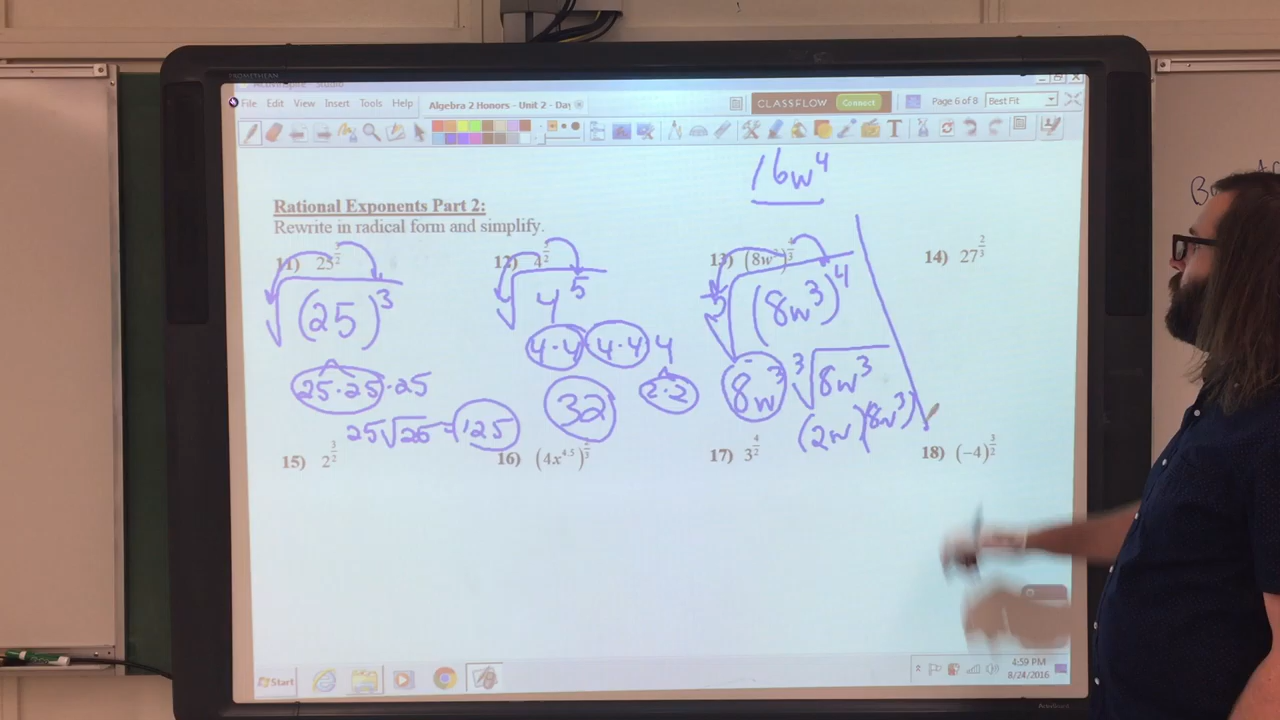 PROMETHEAN
ActivInspire - Studio
File Edit View Insert Tools Help
Algebra 2 Honors - Unit 2 - Day
CLASSFLOW Connect
Page 6 of 8 Best Fit
16w⁴
Rational Exponents Part 2:
Rewrite in radical form and simplify.
11) 25^(3/2) 12) 4^(5/2) 13) (8w³)^(4/3) 14) 27^(2/3)
√(25)³ √4⁵ ³√(8w³)⁴
4·4 4·4 4
25·25·25 32 2·2 8w³ ³√8w³
25√25 = 125 (2w)(8w³)
15) 2^(3/2) 16) (4x^4.5) 17) 3^(4/2) 18) (-4)^(3/2)
Start
4:59 PM
8/24/2016